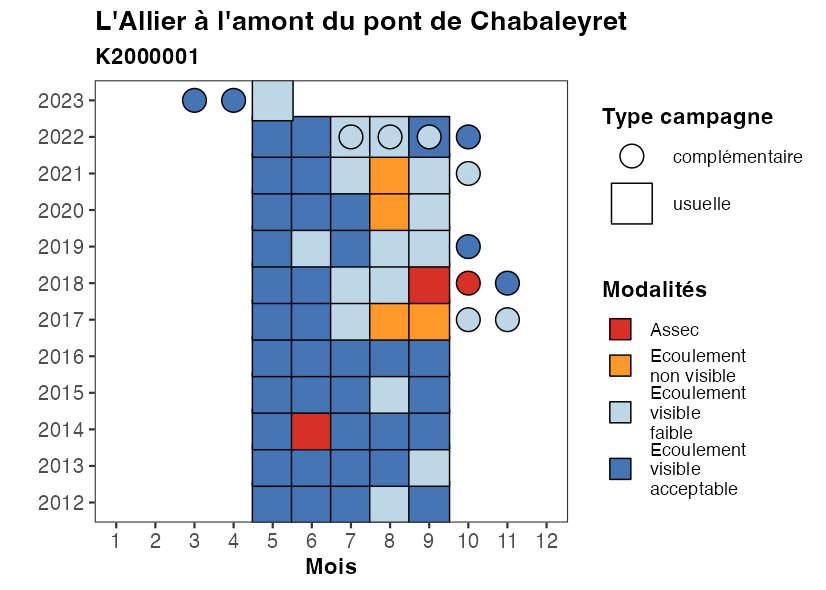 L'Allier à l'amont du pont de Chabaleyret
K2000001
2023
2022
2021
2020
2019
2018
2017
2016
2015
2014
2013
2012
1 2 3 4 5 6 7 8 9 10 11 12
Mois
Type campagne
complémentaire
usuelle
Modalités
Assec
Ecoulement
non visible
Ecoulement
visible
faible
Ecoulement
visible
acceptable